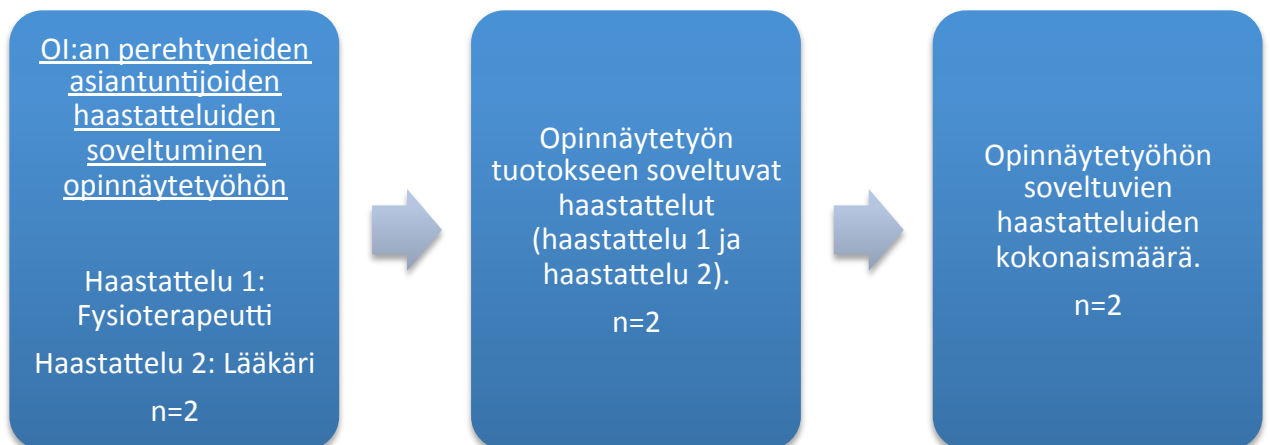 OI:an perehtyneiden
asiantuntijoiden
haastatteluiden
soveltuminen
opinnäytetyöhön
Haastattelu 1:
Fysioterapeutti
Haastattelu 2: Lääkäri
n=2
Opinnäytetyön
tuotokseen soveltuvat
haastattelut
(haastattelu 1 ja
haastattelu 2).
n=2
Opinnäytetyöhön
soveltuvien
haastatteluiden
kokonaismäärä.
n=2